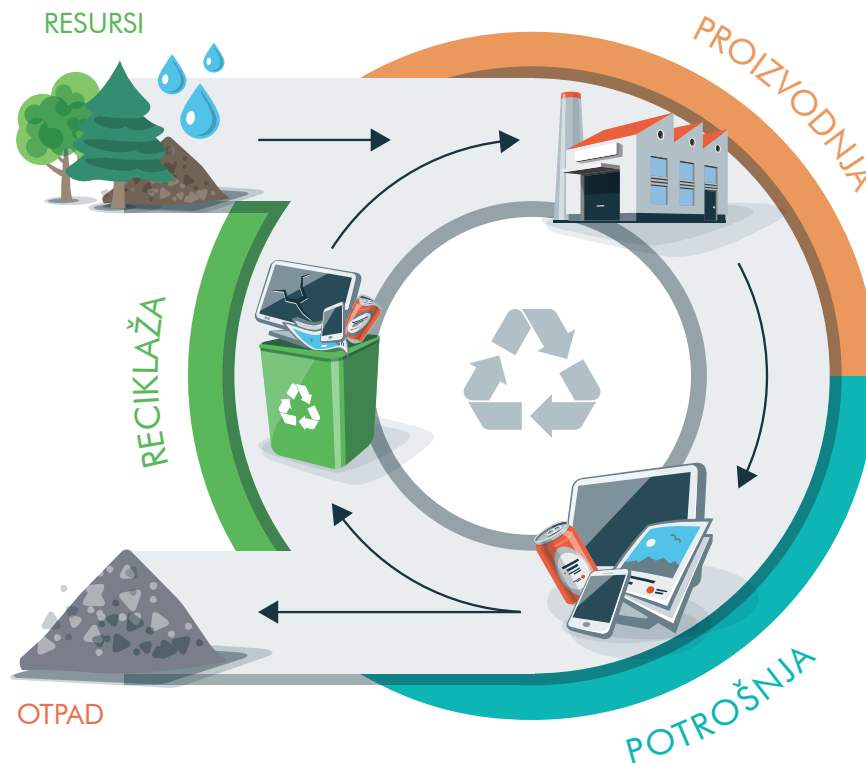 RESURSI
PROIZVODNJA
RECIKLAŽA
OTPAD
POTROŠNJA